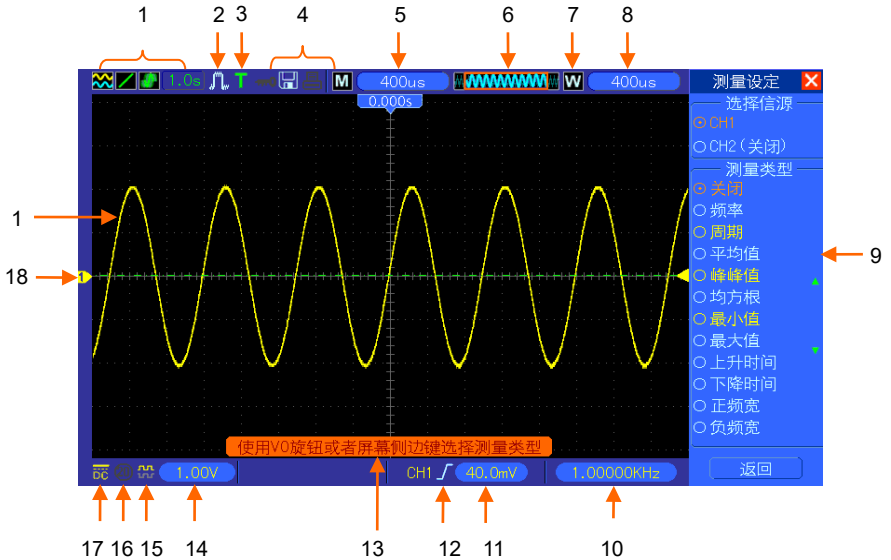 1 2 3 4 5 6 7 8
1.0s T M 400us W 400us 测量设定
0.000s
选择信源
CH1
CH2(关闭)
测量类型
关闭
频率
周期
平均值
峰峰值
均方根
最小值
最大值
上升时间
下降时间
正频宽
负频宽
返回
1
9
18 1
使用V0旋钮或者屏幕侧边键选择测量类型
DC 1.00V CH1 40.0mV 1.00000KHz
17 16 15 14 13 12 11 10